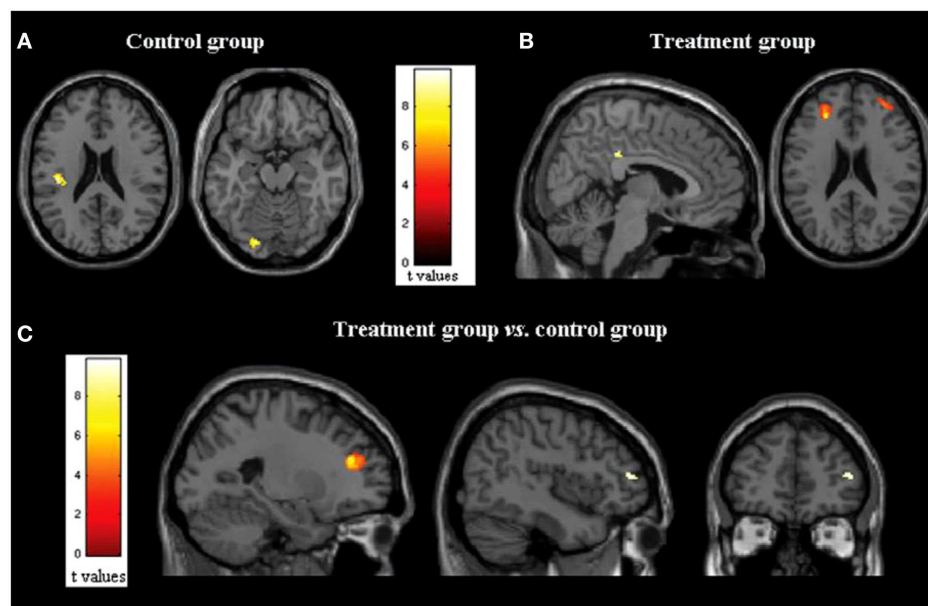 A
Control group
8
6
4
2
0
t values
B
Treatment group
C
Treatment group vs. control group
8
6
4
2
0
t values